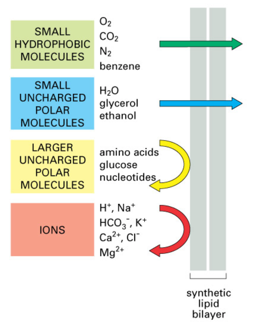 SMALL
HYDROPHOBIC
MOLECULES
O₂
CO₂
N₂
benzene
SMALL
UNCHARGED
POLAR
MOLECULES
H₂O
glycerol
ethanol
LARGER
UNCHARGED
POLAR
MOLECULES
amino acids
glucose
nucleotides
IONS
H⁺, Na⁺
HCO₃⁻, K⁺
Ca²⁺, Cl⁻
Mg²⁺
synthetic
lipid
bilayer